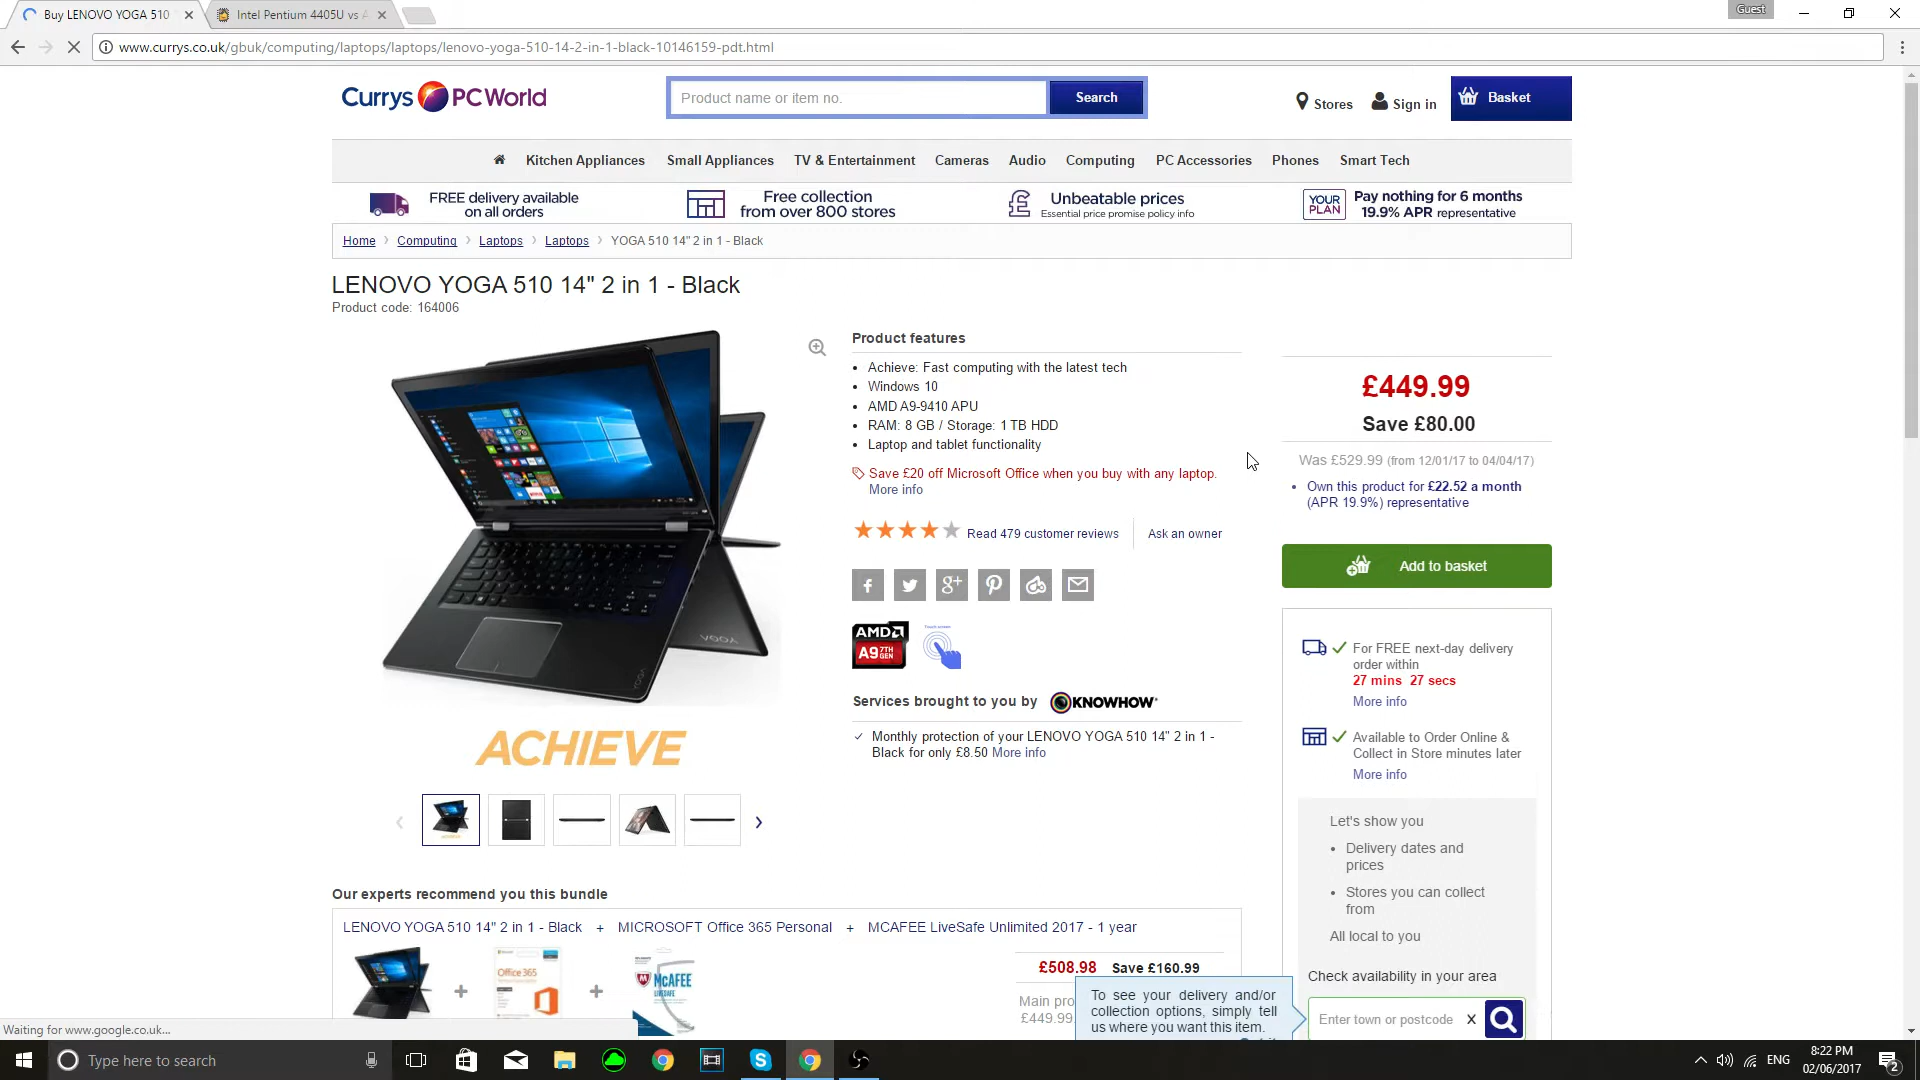 Buy LENOVO YOGA 510
Intel Pentium 4405U vs A
Guest
www.currys.co.uk/gbuk/computing/laptops/laptops/lenovo-yoga-510-14-2-in-1-black-10146159-pdt.html
Currys PC World
Product name or item no.
Search
Stores
Sign in
Basket
Kitchen Appliances
Small Appliances
TV & Entertainment
Cameras
Audio
Computing
PC Accessories
Phones
Smart Tech
FREE delivery available
on all orders
Free collection
from over 800 stores
Unbeatable prices
Essential price promise policy info
YOUR
PLAN
Pay nothing for 6 months
19.9% APR representative
Home > Computing > Laptops > Laptops > YOGA 510 14" 2 in 1 - Black
LENOVO YOGA 510 14" 2 in 1 - Black
Product code: 164006
YOGA
YOGA
ACHIEVE
Product features
• Achieve: Fast computing with the latest tech
• Windows 10
• AMD A9-9410 APU
• RAM: 8 GB / Storage: 1 TB HDD
• Laptop and tablet functionality
Save £20 off Microsoft Office when you buy with any laptop.
More info
Read 479 customer reviews
Ask an owner
AMD
A9 7TH GEN
Touch screen
Services brought to you by KNOWHOW
Monthly protection of your LENOVO YOGA 510 14" 2 in 1 -
Black for only £8.50 More info
£449.99
Save £80.00
Was £529.99 (from 12/01/17 to 04/04/17)
• Own this product for £22.52 a month
(APR 19.9%) representative
Add to basket
For FREE next-day delivery
order within
27 mins 27 secs
More info
Available to Order Online &
Collect in Store minutes later
More info
Let's show you
• Delivery dates and
prices
• Stores you can collect
from
All local to you
Check availability in your area
Enter town or postcode X
Our experts recommend you this bundle
LENOVO YOGA 510 14" 2 in 1 - Black + MICROSOFT Office 365 Personal + McAFEE LiveSafe Unlimited 2017 - 1 year
Office 365
McAFEE
LIVESAFE
£508.98 Save £160.99
Main pro
£449.99
To see your delivery and/or
collection options, simply tell
us where you want this item.
Waiting for www.google.co.uk...
Type here to search
ENG
8:22 PM
02/06/2017
2